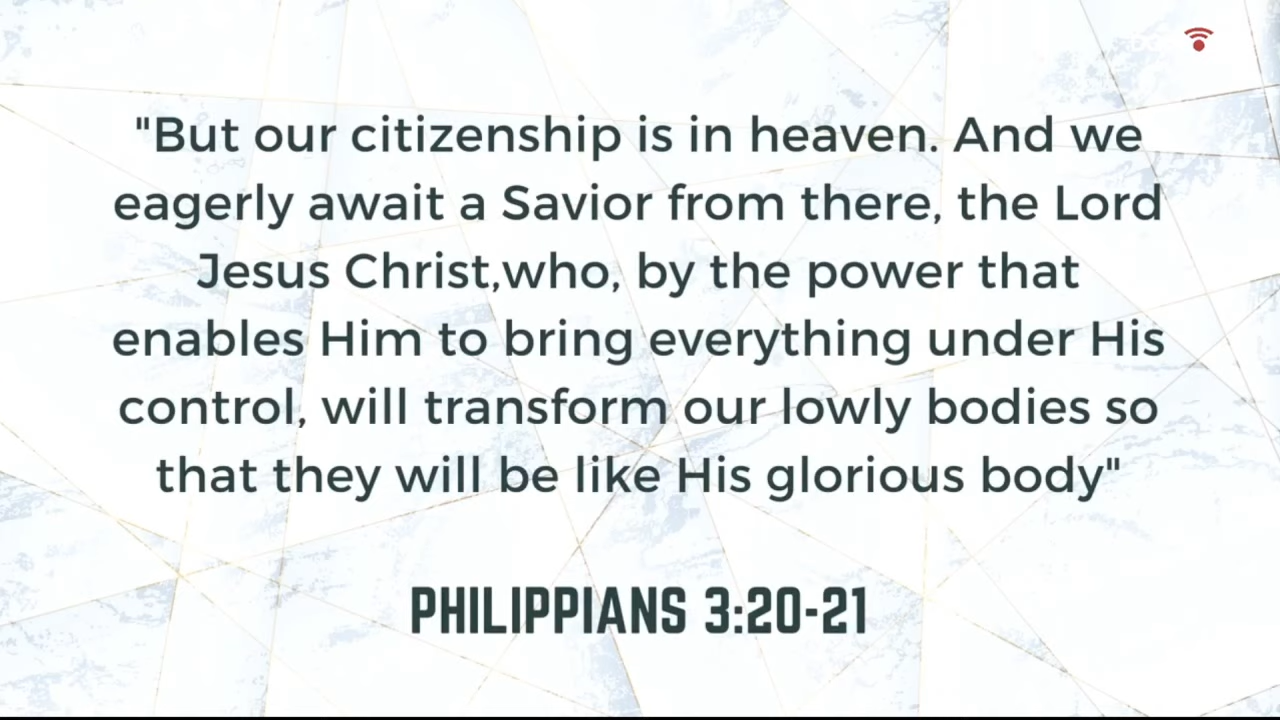 "But our citizenship is in heaven. And we
eagerly await a Savior from there, the Lord
Jesus Christ,who, by the power that
enables Him to bring everything under His
control, will transform our lowly bodies so
that they will be like His glorious body"
PHILIPPIANS 3:20-21